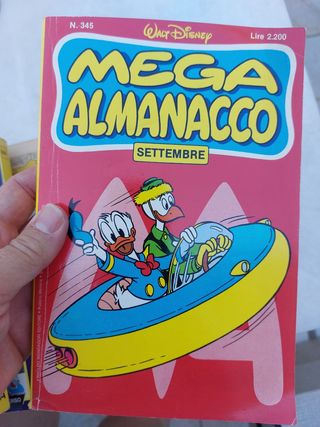 N. 345
WALT DISNEY
Lire 2.200
MEGA
ALMANACCO
SETTEMBRE